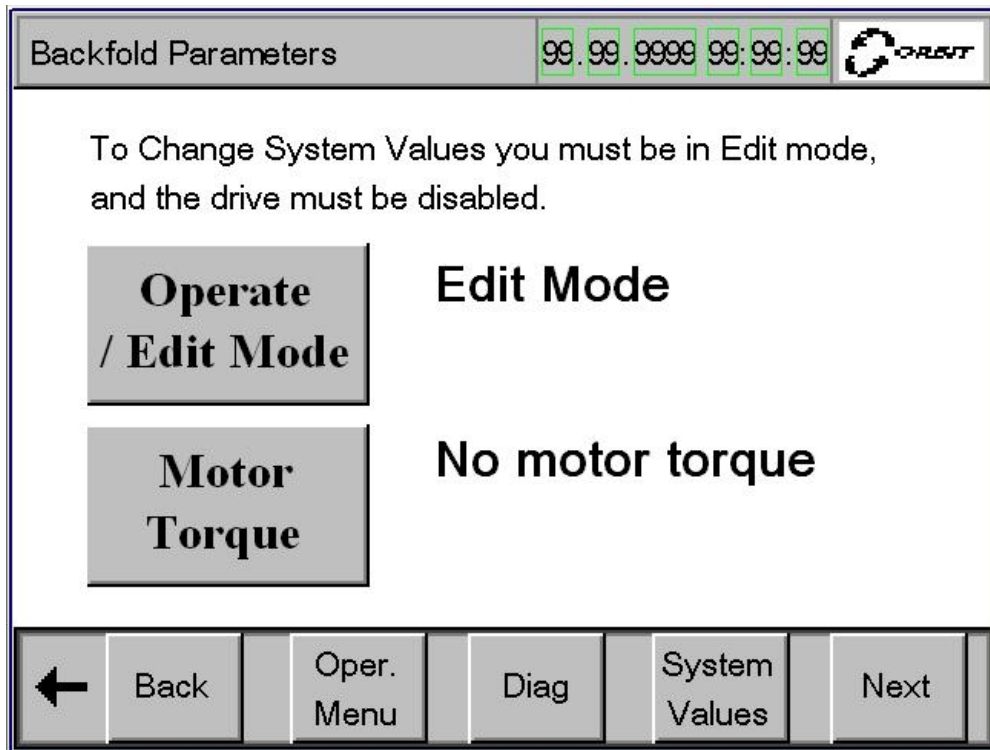 Backfold Parameters 99.99.9999 99:99:99 ORBIT
To Change System Values you must be in Edit mode,
and the drive must be disabled.
Operate
/ Edit Mode
Edit Mode
Motor
Torque
No motor torque
Back
Oper.
Menu
Diag
System
Values
Next